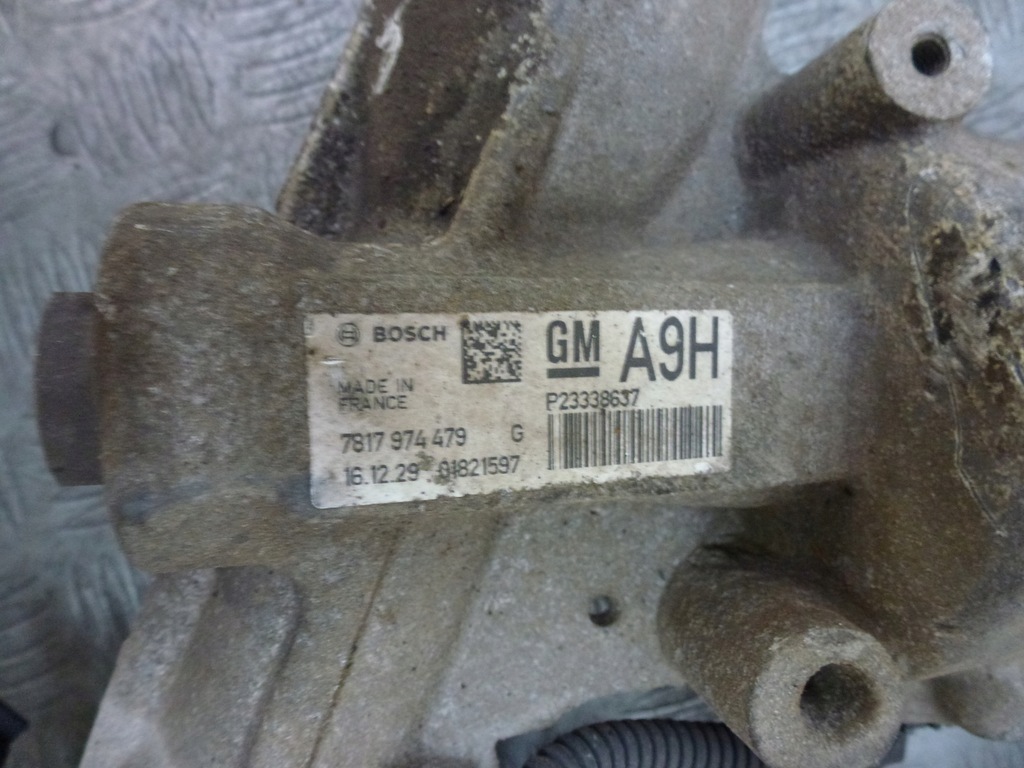 BOSCH
MADE IN
FRANCE
7817 974 479 G
16.12.29 01821597
GM A9H
P23338637